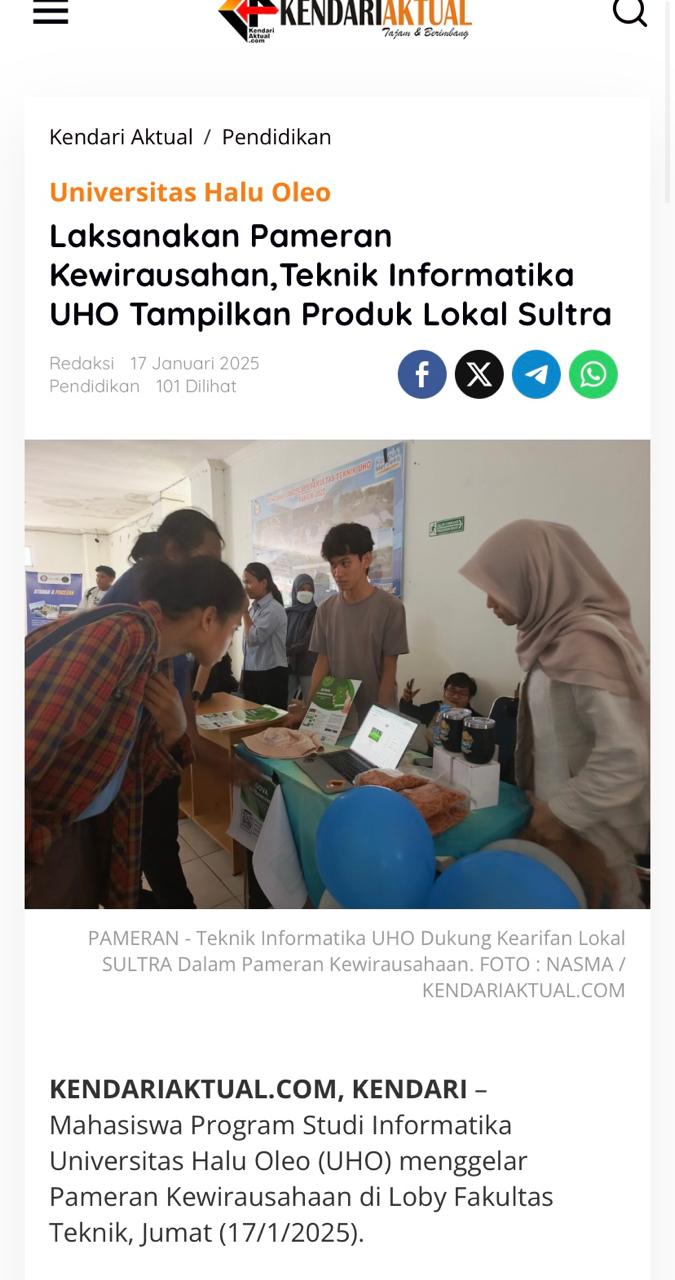 KENDARIAKTUAL
Tajam & Berimbang
Kendari
Aktual
.com
Kendari Aktual / Pendidikan
Universitas Halu Oleo
Laksanakan Pameran
Kewirausahan,Teknik Informatika
UHO Tampilkan Produk Lokal Sultra
Redaksi 17 Januari 2025
Pendidikan 101 Dilihat
PAMERAN - Teknik Informatika UHO Dukung Kearifan Lokal
SULTRA Dalam Pameran Kewirausahaan. FOTO : NASMA /
KENDARIAKTUAL.COM
KENDARIAKTUAL.COM, KENDARI –
Mahasiswa Program Studi Informatika
Universitas Halu Oleo (UHO) menggelar
Pameran Kewirausahaan di Loby Fakultas
Teknik, Jumat (17/1/2025).